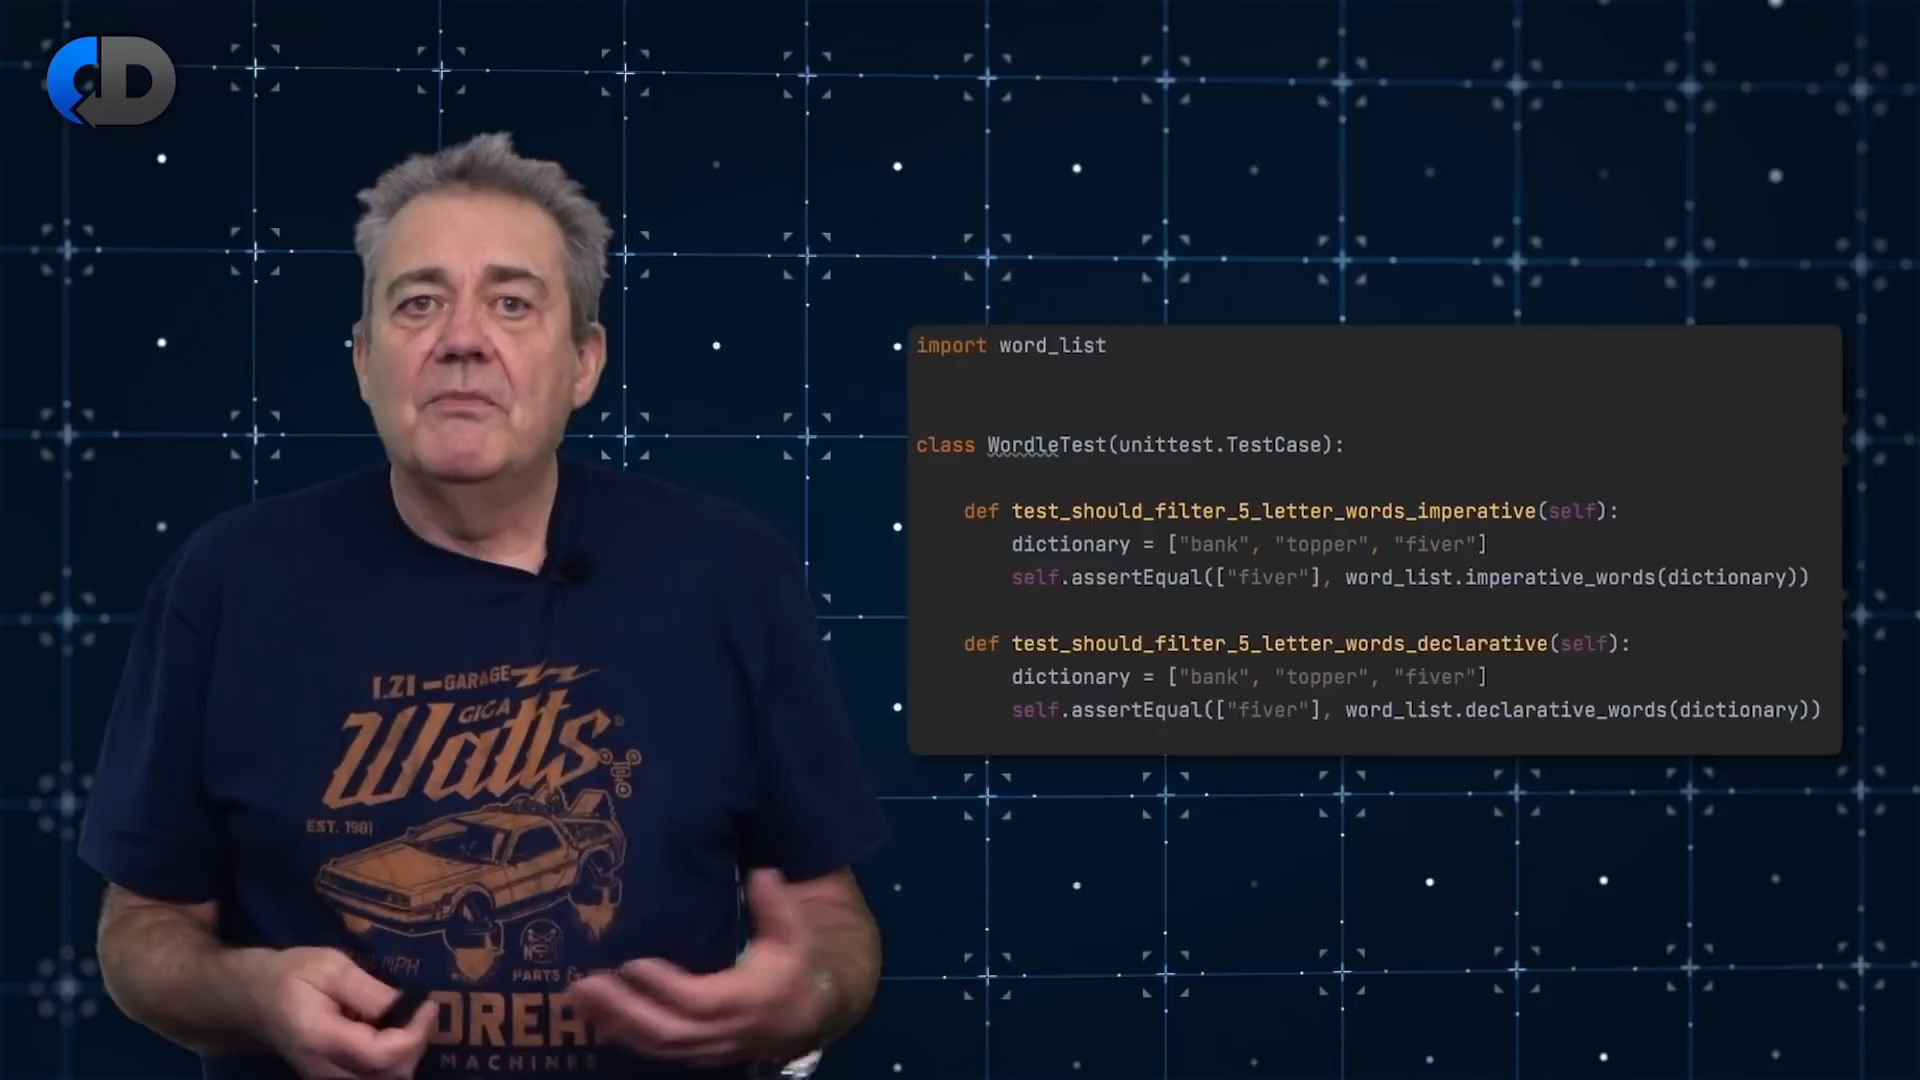 CD
import word_list
class WordleTest(unittest.TestCase):
def test_should_filter_5_letter_words_imperative(self):
dictionary = ["bank", "topper", "fiver"]
self.assertEqual(["fiver"], word_list.imperative_words(dictionary))
def test_should_filter_5_letter_words_declarative(self):
dictionary = ["bank", "topper", "fiver"]
self.assertEqual(["fiver"], word_list.declarative_words(dictionary))
1.21 GARAGE
GIGA
Watts
EST. 1981
MPH
PARTS &
DREA
MACHINE